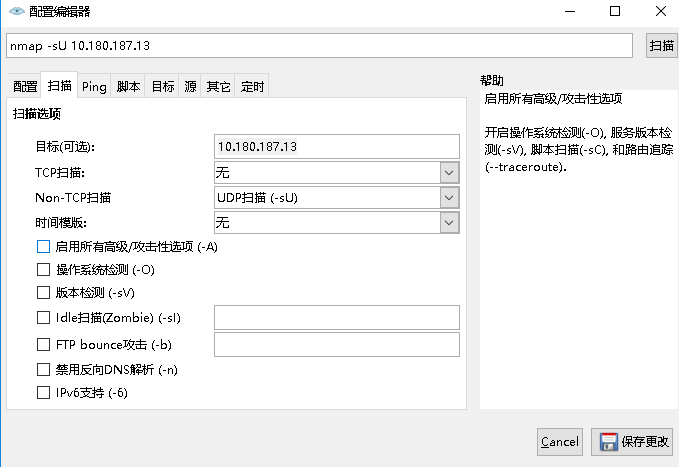 配置编辑器
nmap -sU 10.180.187.13
扫描
配置 扫描 Ping 脚本 目标 源 其它 定时
扫描选项
目标(可选): 10.180.187.13
TCP扫描: 无
Non-TCP扫描 UDP扫描 (-sU)
时间模版: 无
启用所有高级/攻击性选项 (-A)
操作系统检测 (-O)
版本检测 (-sV)
Idle扫描(Zombie) (-sI)
FTP bounce攻击 (-b)
禁用反向DNS解析 (-n)
IPv6支持 (-6)
帮助
启用所有高级/攻击性选项
开启操作系统检测(-O), 服务版本检
测(-sV), 脚本扫描(-sC), 和路由追踪
(--traceroute).
Cancel
保存更改